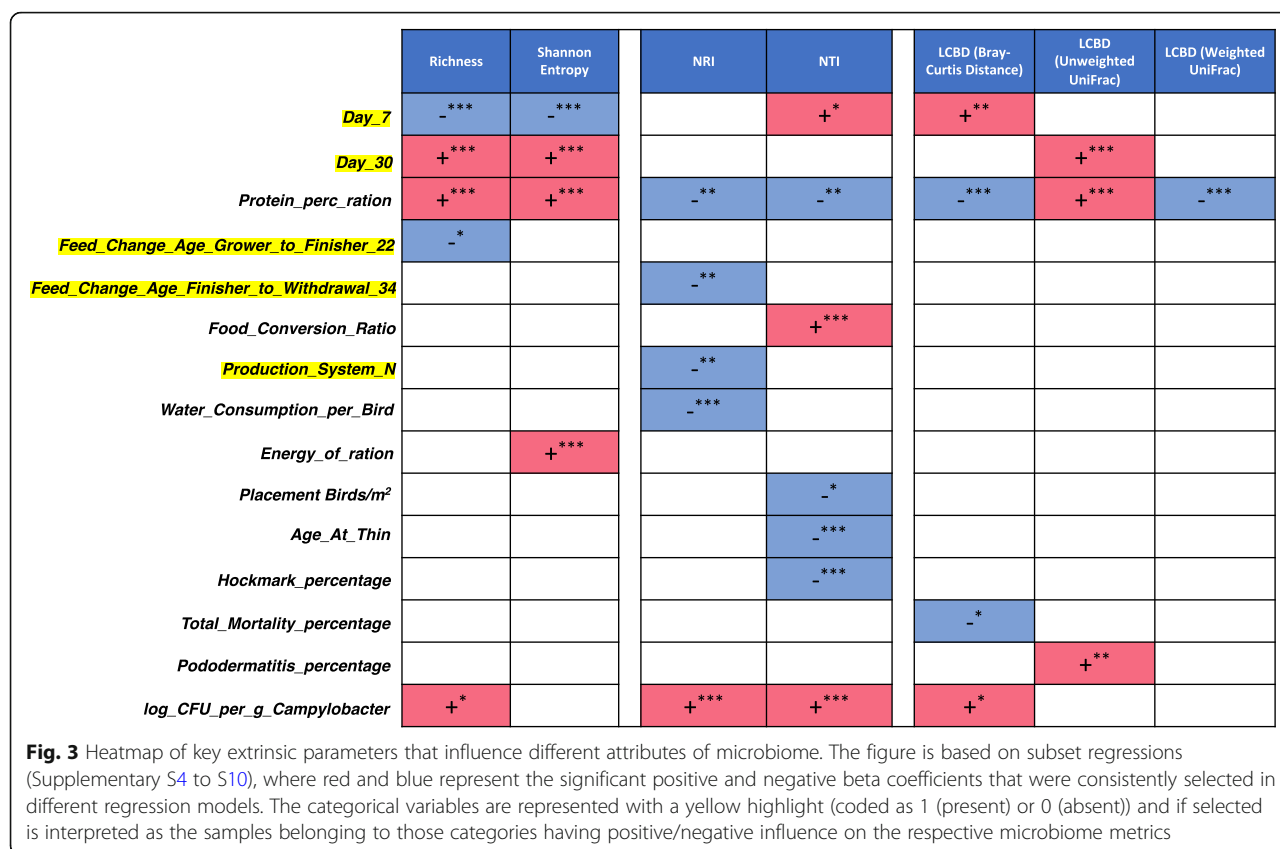 Richness Shannon Entropy NRI NTI LCBD (Bray-Curtis Distance) LCBD (Unweighted UniFrac) LCBD (Weighted UniFrac)
Day_7 -*** -*** +* +**
Day_30 +*** +*** +***
Protein_perc_ration +*** +*** -** -** -*** +*** -***
Feed_Change_Age_Grower_to_Finisher_22 -*
Feed_Change_Age_Finisher_to_Withdrawal_34 -**
Food_Conversion_Ratio +***
Production_System_N -**
Water_Consumption_per_Bird -***
Energy_of_ration +***
Placement Birds/m² -*
Age_At_Thin -***
Hockmark_percentage -***
Total_Mortality_percentage -*
Pododermatitis_percentage +**
log_CFU_per_g_Campylobacter +* +*** +*** +*
Fig. 3 Heatmap of key extrinsic parameters that influence different attributes of microbiome. The figure is based on subset regressions
(Supplementary S4 to S10), where red and blue represent the significant positive and negative beta coefficients that were consistently selected in
different regression models. The categorical variables are represented with a yellow highlight (coded as 1 (present) or 0 (absent)) and if selected
is interpreted as the samples belonging to those categories having positive/negative influence on the respective microbiome metrics